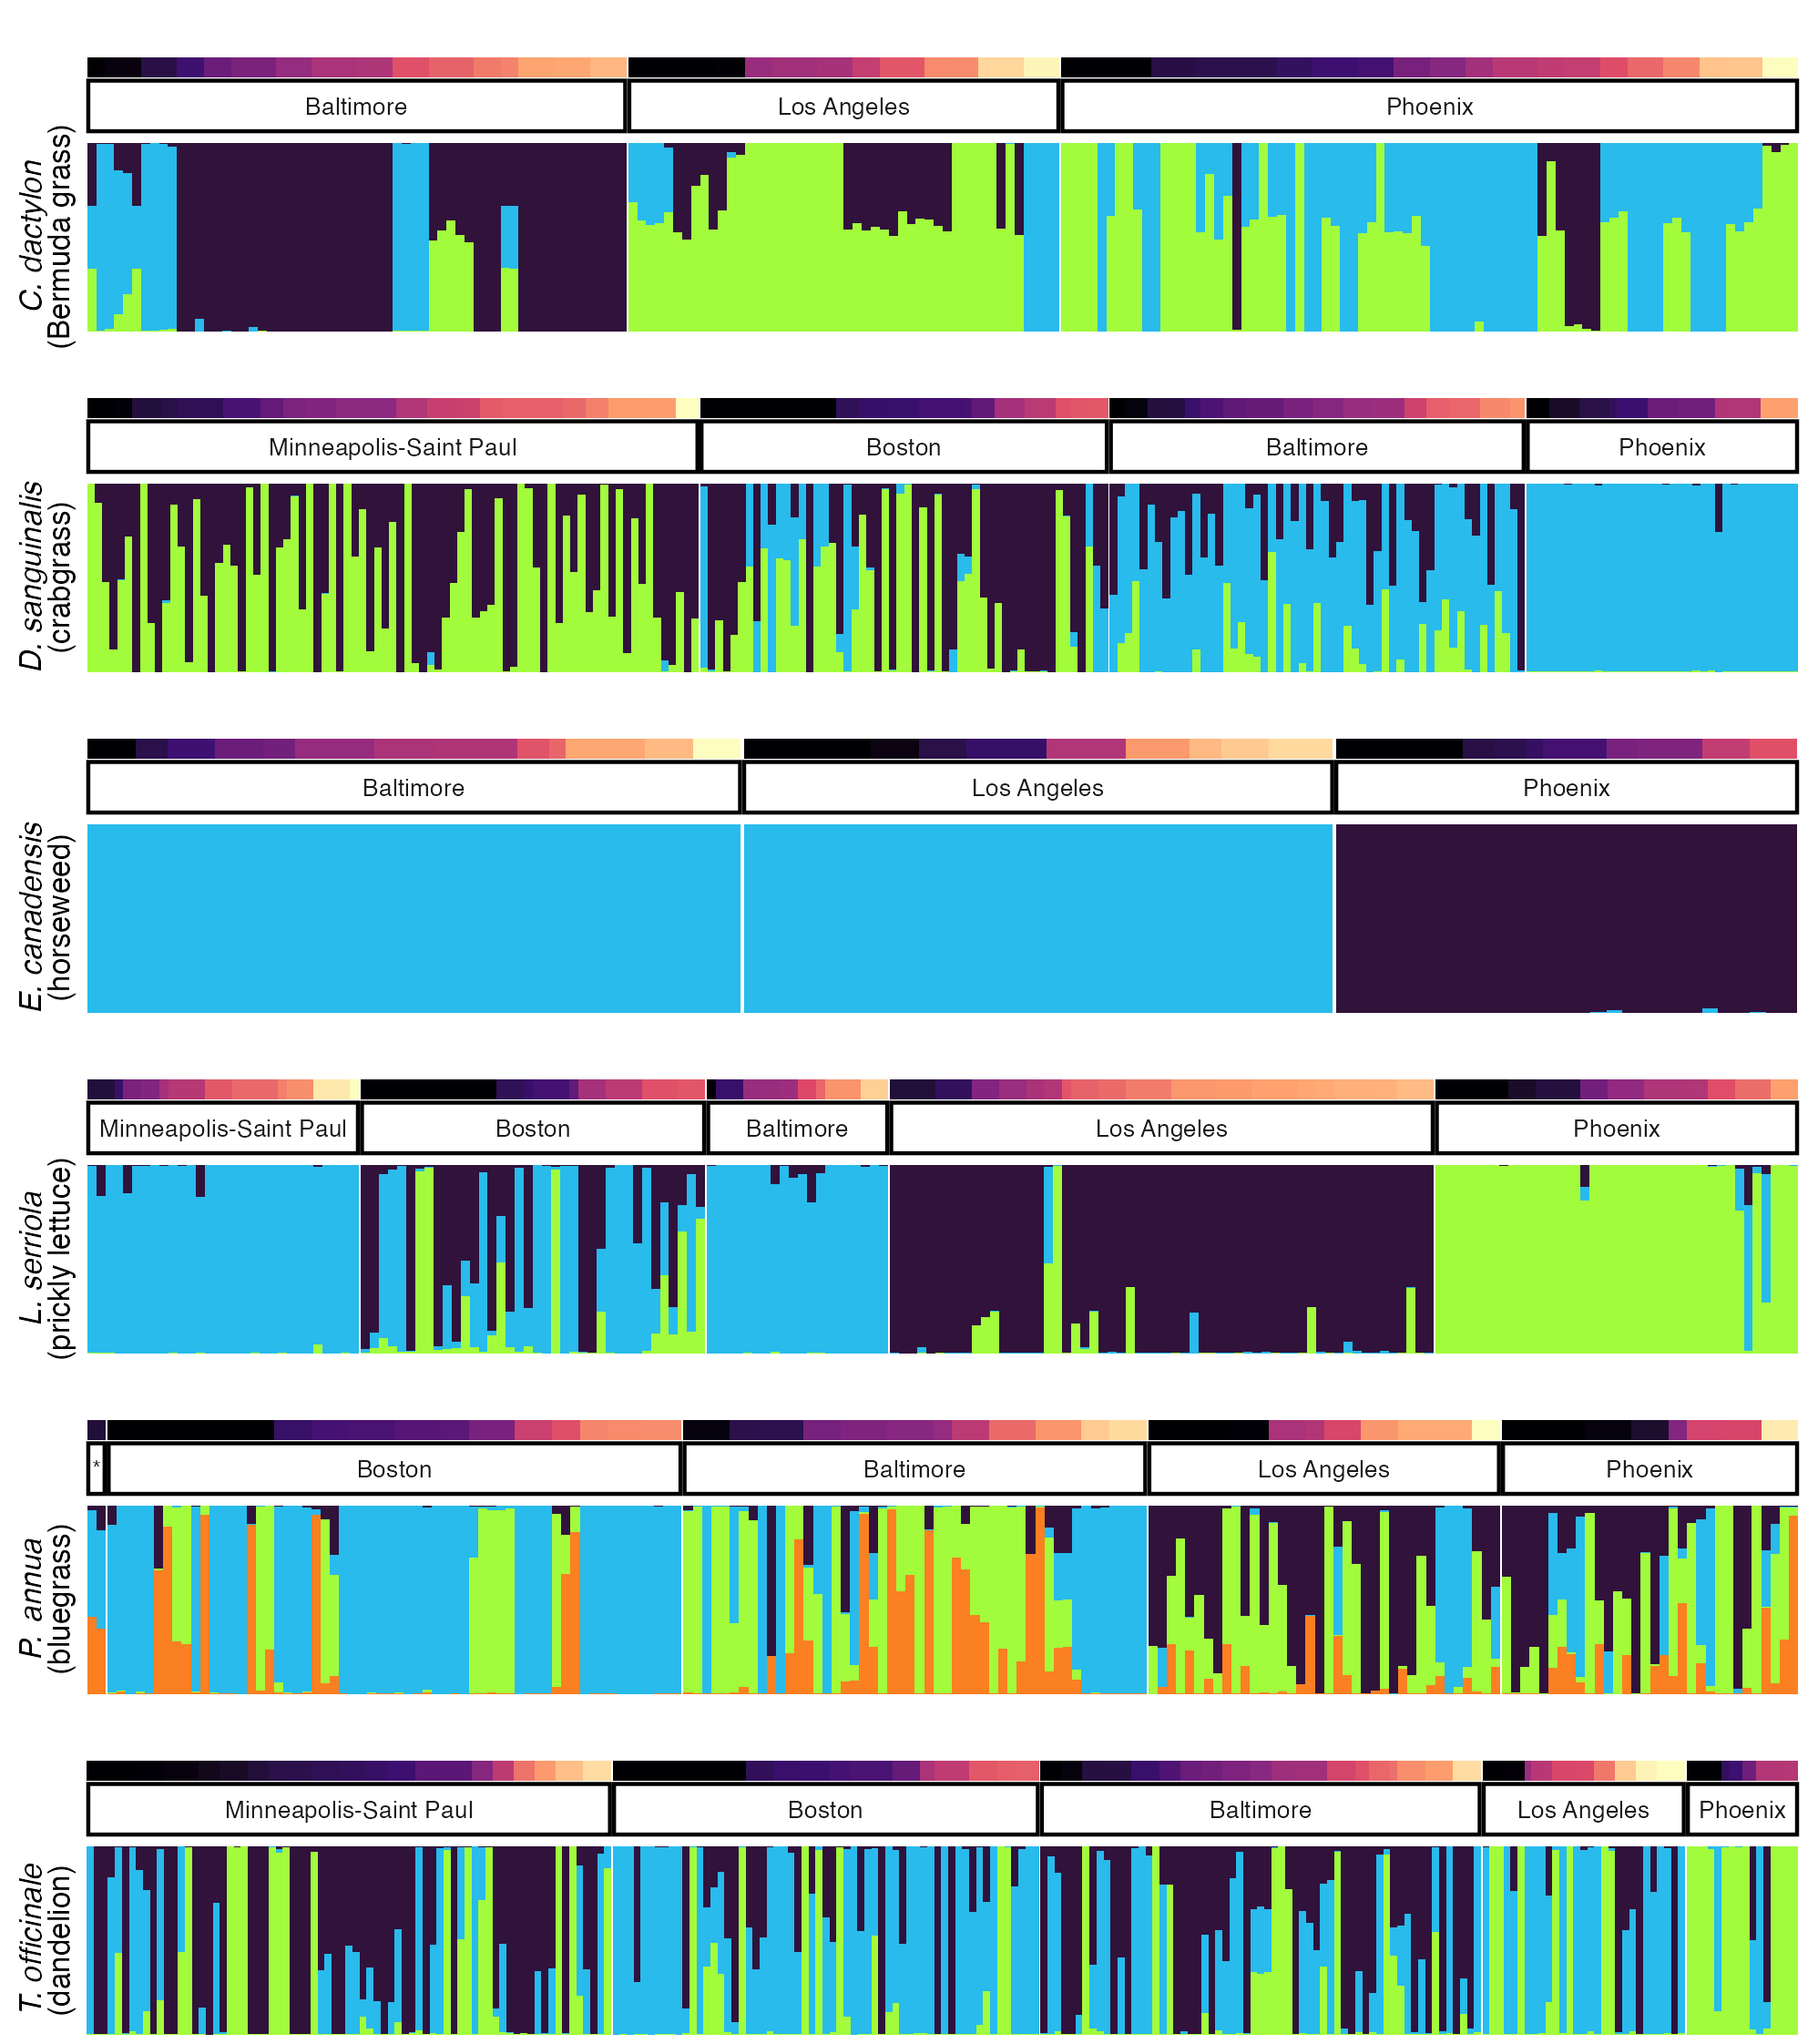 C. dactylon
(Bermuda grass)
Baltimore Los Angeles Phoenix
D. sanguinalis
(crabgrass)
Minneapolis-Saint Paul Boston Baltimore Phoenix
E. canadensis
(horseweed)
Baltimore Los Angeles Phoenix
L. serriola
(prickly lettuce)
Minneapolis-Saint Paul Boston Baltimore Los Angeles Phoenix
P. annua
(bluegrass)
* Boston Baltimore Los Angeles Phoenix
T. officinale
(dandelion)
Minneapolis-Saint Paul Boston Baltimore Los Angeles Phoenix